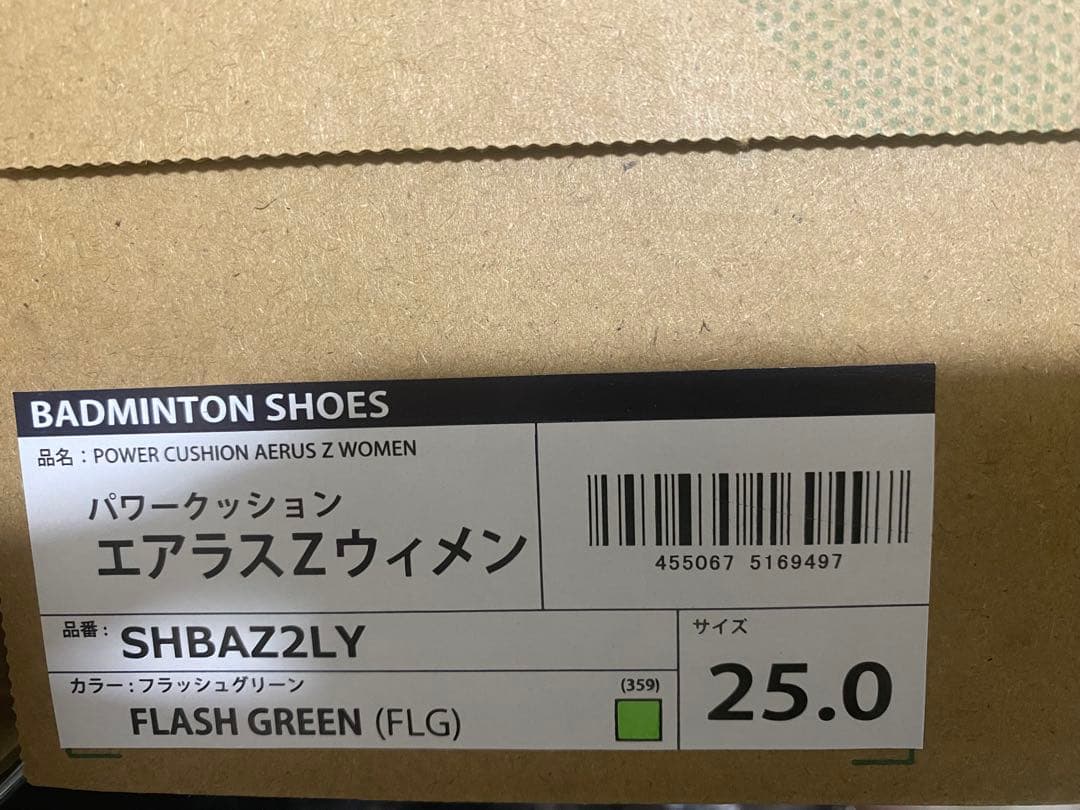 BADMINTON SHOES
品名：POWER CUSHION AERUS Z WOMEN
パワークッション
エアラスZウィメン
455067 5169497
品番：SHBAZ2LY
カラー：フラッシュグリーン
(359)
FLASH GREEN (FLG)
サイズ
25.0